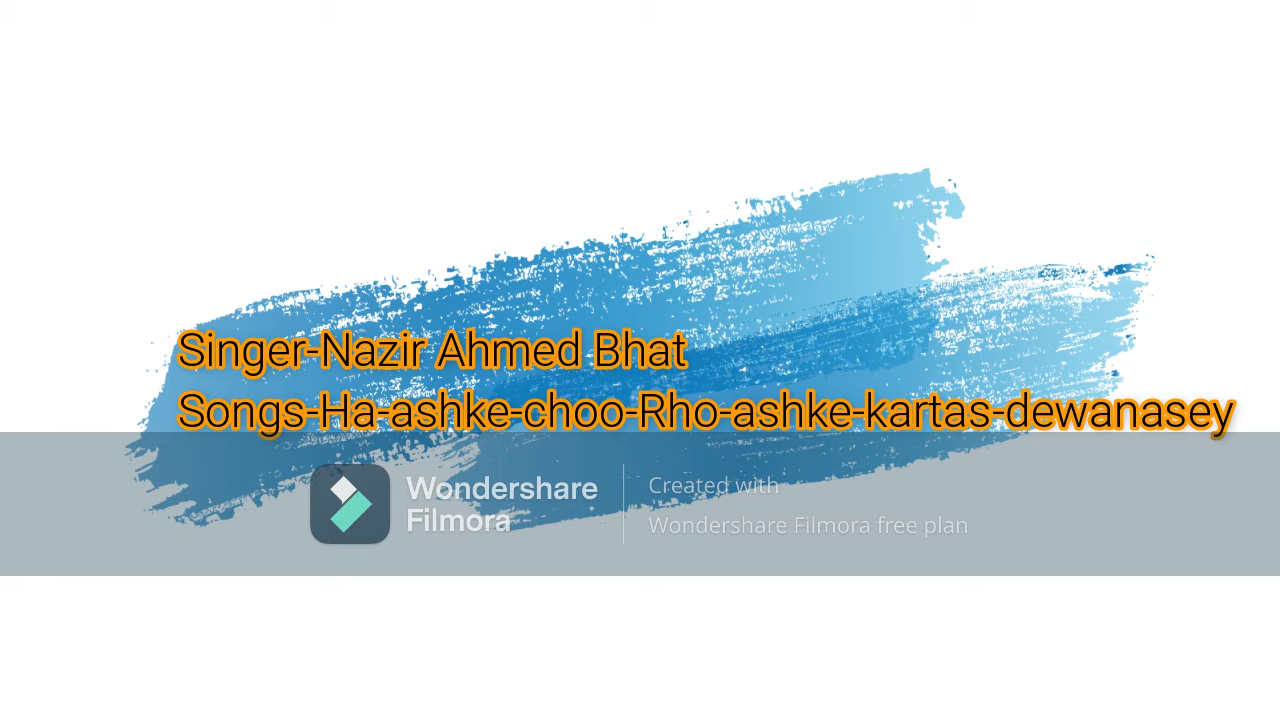 Singer-Nazir Ahmed Bhat
Songs-Ha-ashke-choo-Rho-ashke-kartas-dewanasey
Wondershare
Filmora
Created with
Wondershare Filmora free plan